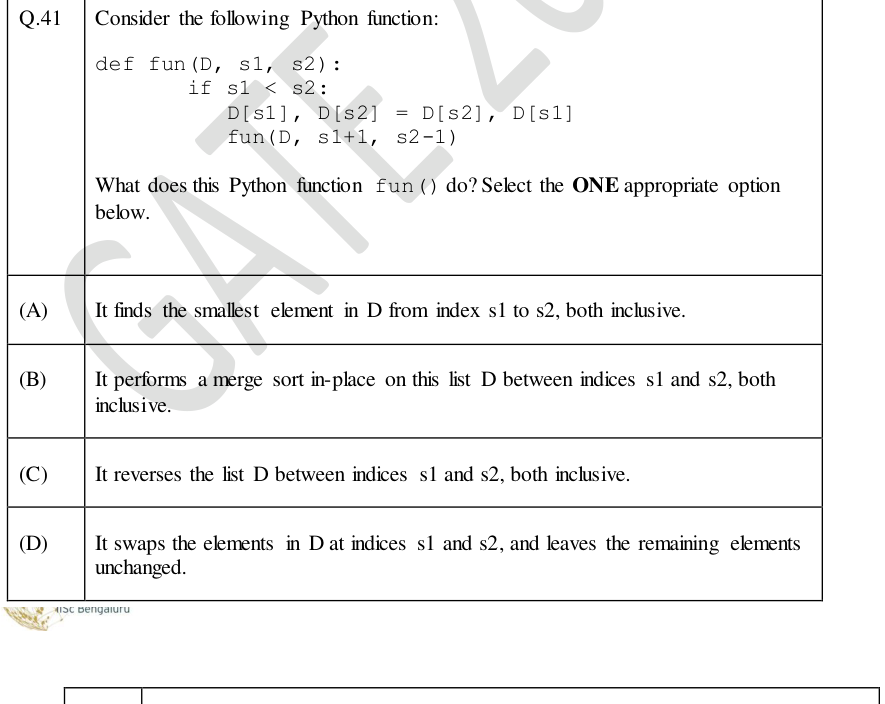 Q.41 Consider the following Python function:
def fun(D, s1, s2):
if s1 < s2:
D[s1], D[s2] = D[s2], D[s1]
fun(D, s1+1, s2-1)
What does this Python function fun() do? Select the ONE appropriate option
below.
(A) It finds the smallest element in D from index s1 to s2, both inclusive.
(B) It performs a merge sort in-place on this list D between indices s1 and s2, both
inclusive.
(C) It reverses the list D between indices s1 and s2, both inclusive.
(D) It swaps the elements in D at indices s1 and s2, and leaves the remaining elements
unchanged.
IISc Bengaluru
GATE 20